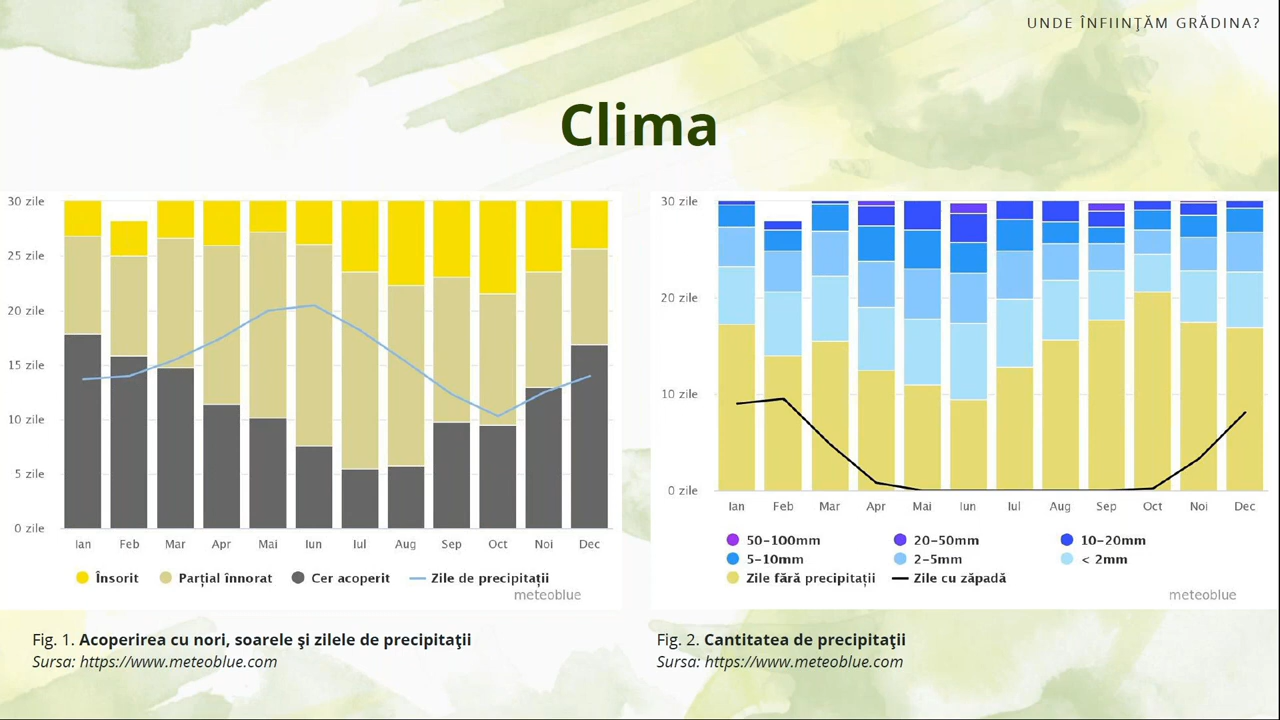 UNDE ÎNFIINŢĂM GRĂDINA?
Clima
30 zile
25 zile
20 zile
15 zile
10 zile
5 zile
0 zile
Ian Feb Mar Apr Mai Iun Iul Aug Sep Oct Noi Dec
Însorit Parțial înnorat Cer acoperit Zile de precipitații
meteoblue
Fig. 1. Acoperirea cu nori, soarele şi zilele de precipitaţii
Sursa: https://www.meteoblue.com
30 zile
20 zile
10 zile
0 zile
Ian Feb Mar Apr Mai Iun Iul Aug Sep Oct Noi Dec
50-100mm 20-50mm 10-20mm
5-10mm 2-5mm < 2mm
Zile fără precipitații Zile cu zăpadă
meteoblue
Fig. 2. Cantitatea de precipitaţii
Sursa: https://www.meteoblue.com